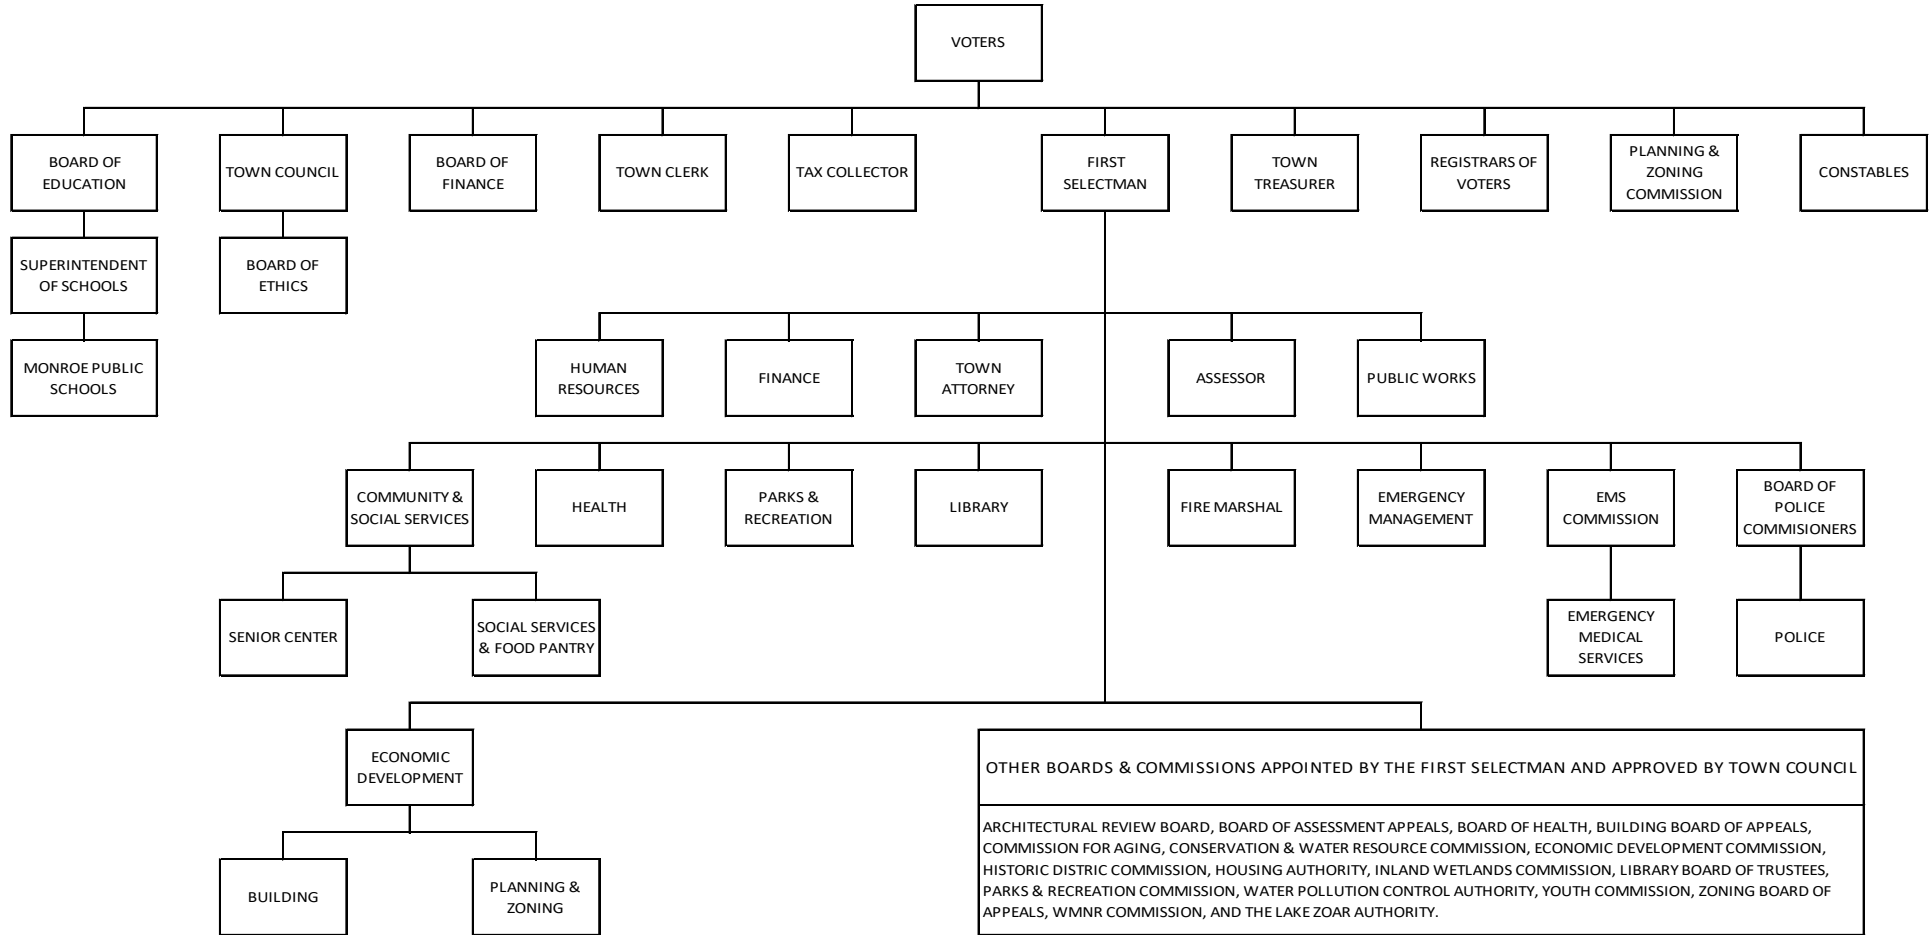 VOTERS
BOARD OF
EDUCATION
TOWN COUNCIL
BOARD OF
FINANCE
TOWN CLERK
TAX COLLECTOR
FIRST
SELECTMAN
TOWN
TREASURER
REGISTRARS OF
VOTERS
PLANNING &
ZONING
COMMISSION
CONSTABLES
SUPERINTENDENT
OF SCHOOLS
BOARD OF
ETHICS
MONROE PUBLIC
SCHOOLS
HUMAN
RESOURCES
FINANCE
TOWN
ATTORNEY
ASSESSOR
PUBLIC WORKS
COMMUNITY &
SOCIAL SERVICES
HEALTH
PARKS &
RECREATION
LIBRARY
FIRE MARSHAL
EMERGENCY
MANAGEMENT
EMS
COMMISSION
BOARD OF
POLICE
COMMISIONERS
SENIOR CENTER
SOCIAL SERVICES
& FOOD PANTRY
EMERGENCY
MEDICAL
SERVICES
POLICE
ECONOMIC
DEVELOPMENT
BUILDING
PLANNING &
ZONING
OTHER BOARDS & COMMISSIONS APPOINTED BY THE FIRST SELECTMAN AND APPROVED BY TOWN COUNCIL
ARCHITECTURAL REVIEW BOARD, BOARD OF ASSESSMENT APPEALS, BOARD OF HEALTH, BUILDING BOARD OF APPEALS,
COMMISSION FOR AGING, CONSERVATION & WATER RESOURCE COMMISSION, ECONOMIC DEVELOPMENT COMMISSION,
HISTORIC DISTRIC COMMISSION, HOUSING AUTHORITY, INLAND WETLANDS COMMISSION, LIBRARY BOARD OF TRUSTEES,
PARKS & RECREATION COMMISSION, WATER POLLUTION CONTROL AUTHORITY, YOUTH COMMISSION, ZONING BOARD OF
APPEALS, WMNR COMMISSION, AND THE LAKE ZOAR AUTHORITY.